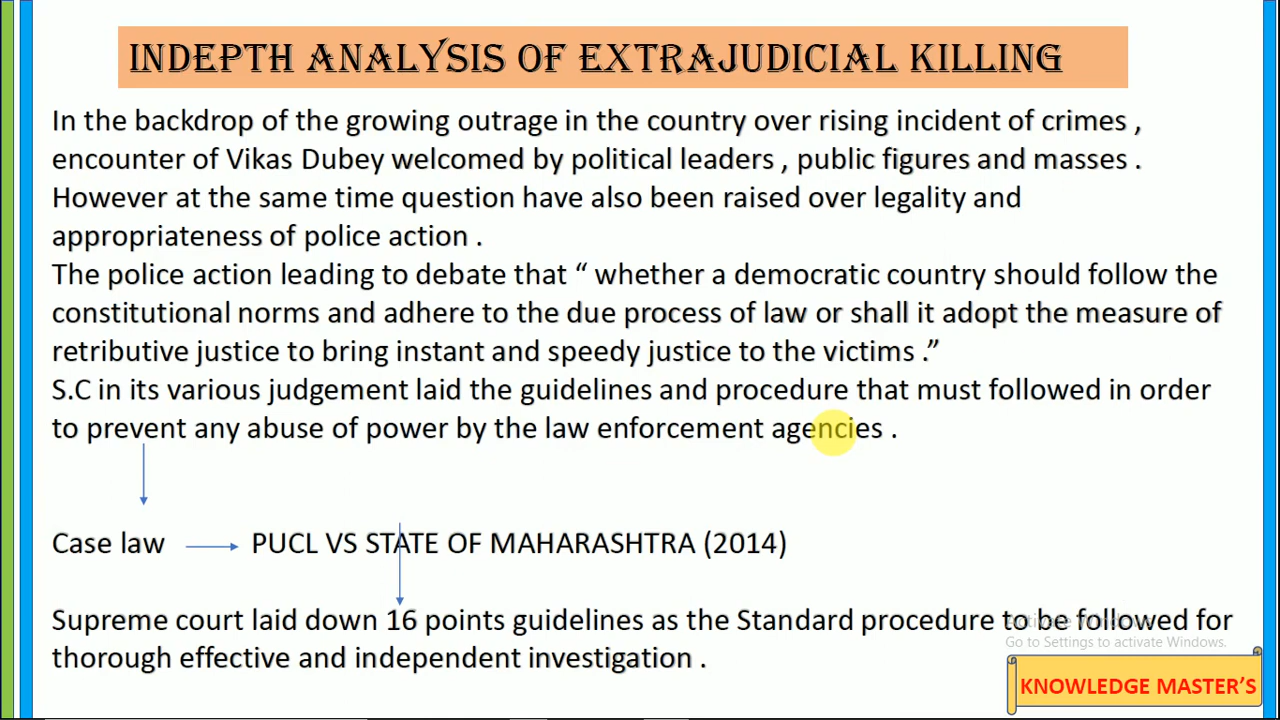 INDEPTH ANALYSIS OF EXTRAJUDICIAL KILLING
In the backdrop of the growing outrage in the country over rising incident of crimes ,
encounter of Vikas Dubey welcomed by political leaders , public figures and masses .
However at the same time question have also been raised over legality and
appropriateness of police action .
The police action leading to debate that “ whether a democratic country should follow the
constitutional norms and adhere to the due process of law or shall it adopt the measure of
retributive justice to bring instant and speedy justice to the victims .”
S.C in its various judgement laid the guidelines and procedure that must followed in order
to prevent any abuse of power by the law enforcement agencies .
Case law PUCL VS STATE OF MAHARASHTRA (2014)
Supreme court laid down 16 points guidelines as the Standard procedure to be followed for
thorough effective and independent investigation .
Activate Windows
Go to Settings to activate Windows.
KNOWLEDGE MASTER’S